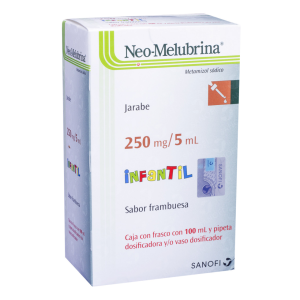 Neo-Melubrina®
Metamizol sódico
Jarabe
250 mg/5 mL
INFANTIL
Sabor frambuesa
Caja con frasco con 100 mL y pipeta
dosificadora y/o vaso dosificador
SANOFI